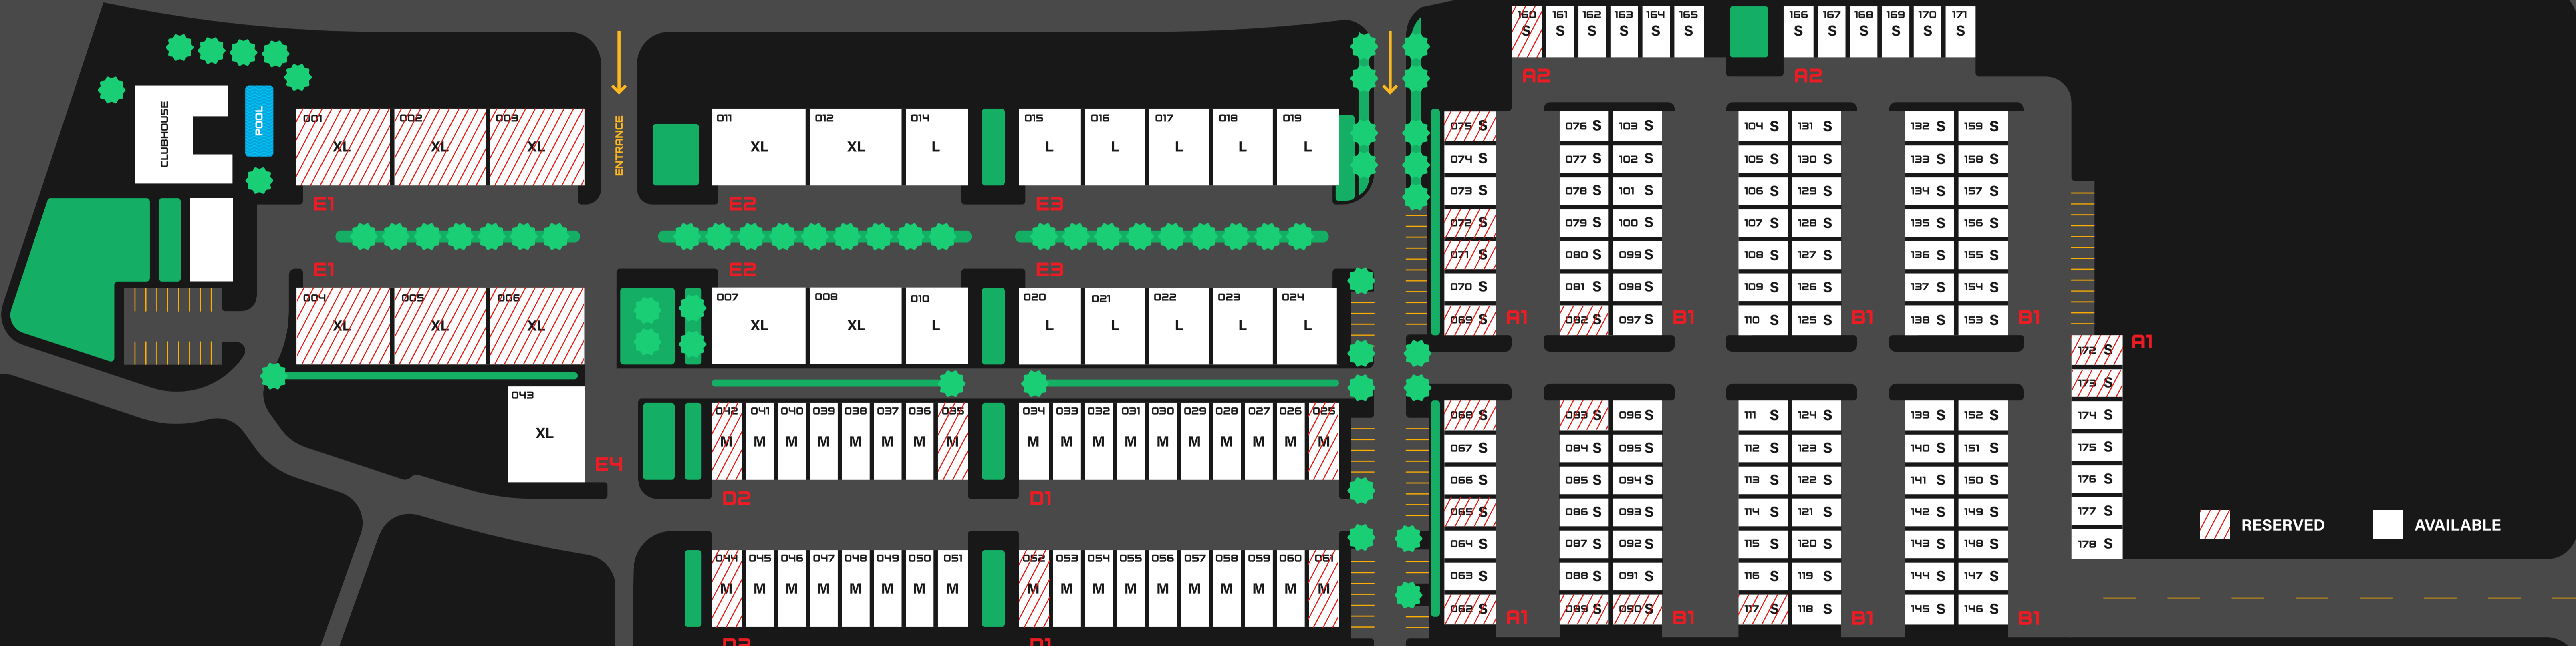 160 161 162 163 164 165 166 167 168 169 170 171
S S S S S S S S S S S S
A2 A2
CLUBHOUSE
POOL
ENTRANCE
001 002 003
XL XL XL
011 012 014
XL XL L
015 016 017 018 019
L L L L L
E1 E2 E3
E1 E2 E3
004 005 006
XL XL XL
007 008 010
XL XL L
020 021 022 023 024
L L L L L
043
XL
E4
042 041 040 039 038 037 036 035
M M M M M M M M
034 033 032 031 030 029 028 027 026 025
M M M M M M M M M M
D2 D1
044 045 046 047 048 049 050 051
M M M M M M M M
052 053 054 055 056 057 058 059 060 061
M M M M M M M M M M
D2 D1
075 S 076 S 103 S 104 S 131 S 132 S 159 S
074 S 077 S 102 S 105 S 130 S 133 S 158 S
073 S 078 S 101 S 106 S 129 S 134 S 157 S
072 S 079 S 100 S 107 S 128 S 135 S 156 S
071 S 080 S 099 S 108 S 127 S 136 S 155 S
070 S 081 S 098 S 109 S 126 S 137 S 154 S
069 S A1 082 S 097 S B1 110 S 125 S B1 138 S 153 S B1
068 S 083 S 096 S 111 S 124 S 139 S 152 S
067 S 084 S 095 S 112 S 123 S 140 S 151 S
066 S 085 S 094 S 113 S 122 S 141 S 150 S
065 S 086 S 093 S 114 S 121 S 142 S 149 S
064 S 087 S 092 S 115 S 120 S 143 S 148 S
063 S 088 S 091 S 116 S 119 S 144 S 147 S
062 S A1 089 S 090 S B1 117 S 118 S B1 145 S 146 S B1
172 S A1
173 S
174 S
175 S
176 S
177 S
178 S
RESERVED AVAILABLE